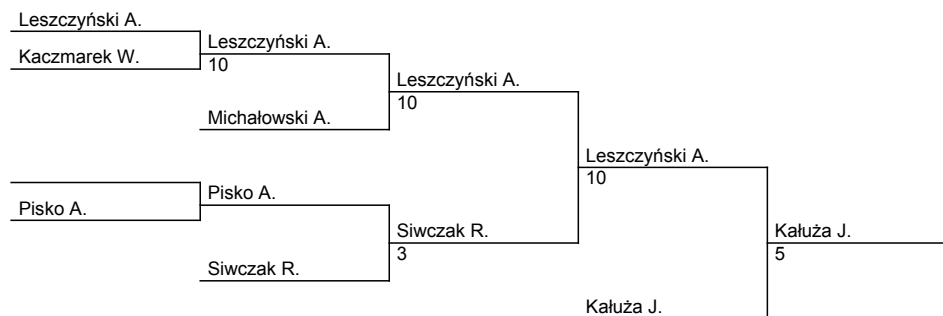 Leszczyński A.
Kaczmarek W.
Leszczyński A.
10
Leszczyński A.
10
Michałowski A.
Leszczyński A.
10
Pisko A.
Pisko A.
Siwczak R.
3
Siwczak R.
Kałuża J.
5
Kałuża J.